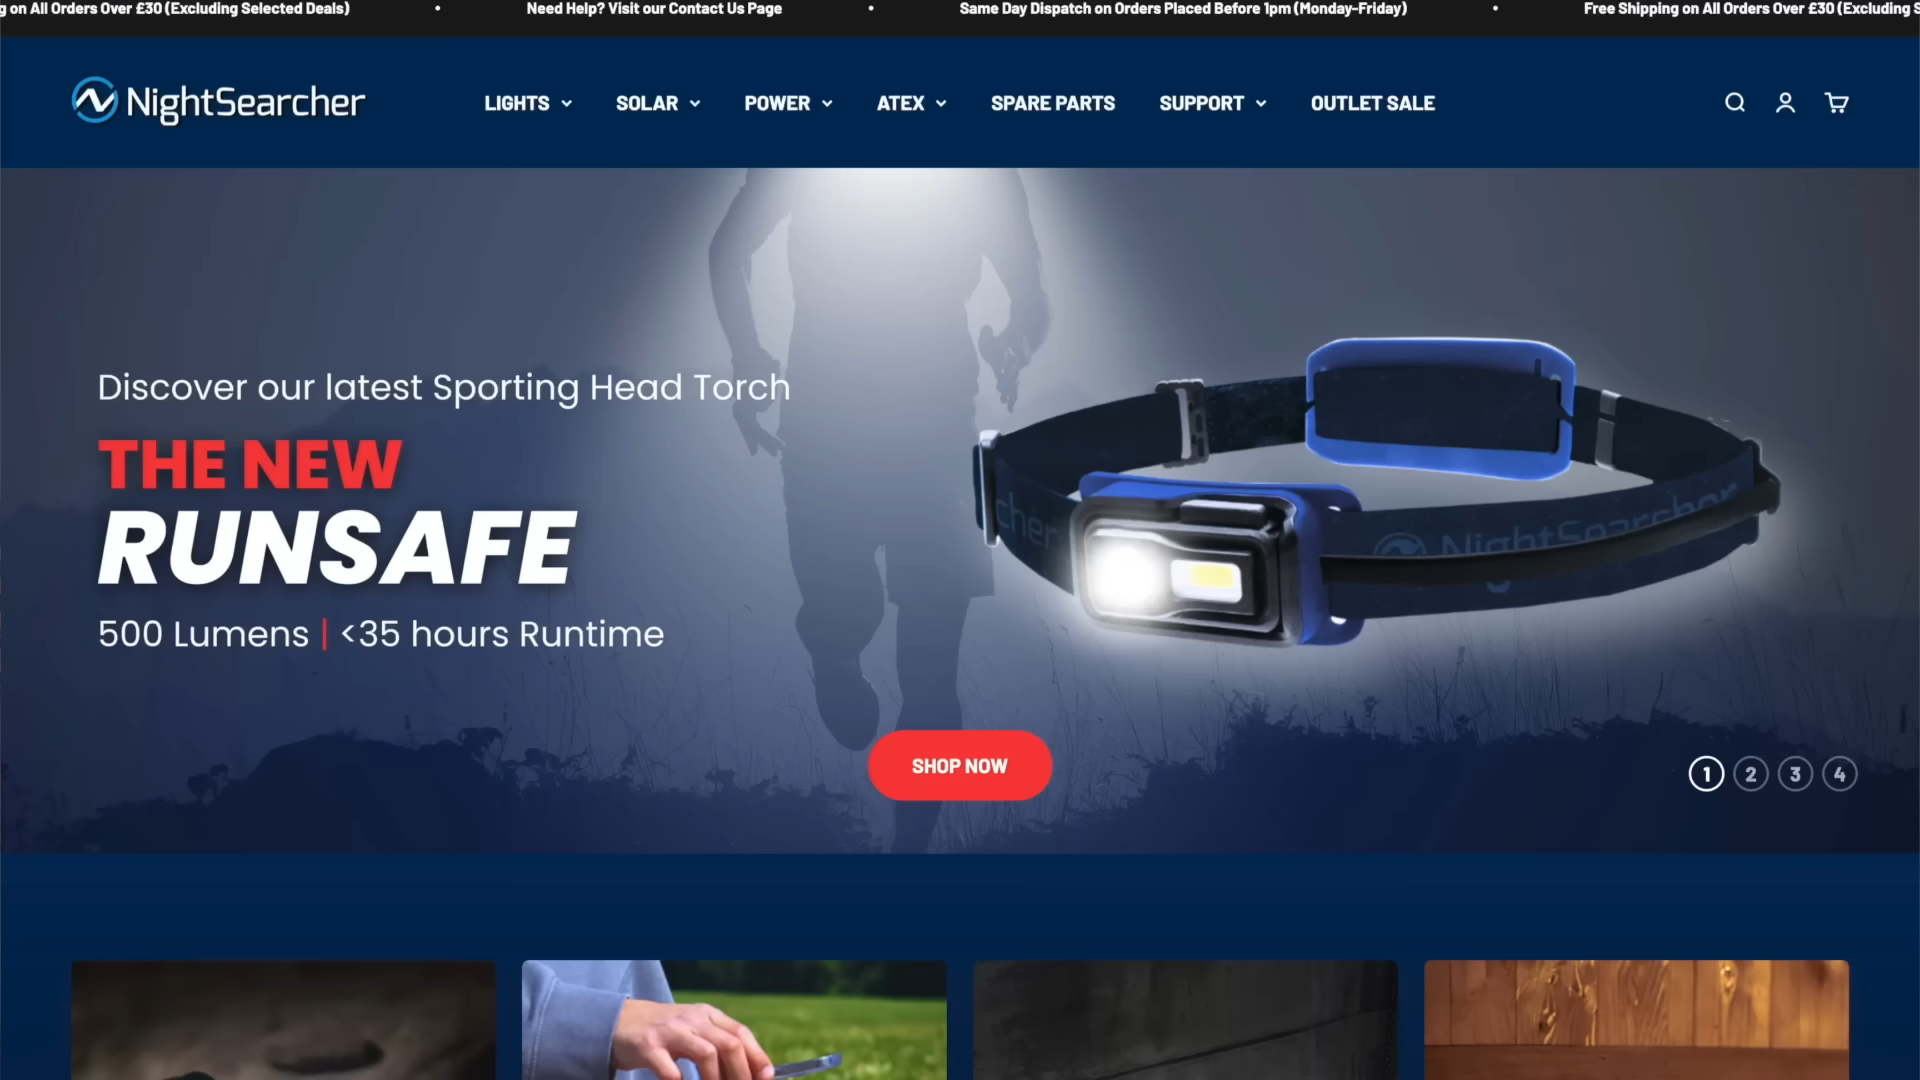 g on All Orders Over £30 (Excluding Selected Deals) • Need Help? Visit our Contact Us Page • Same Day Dispatch on Orders Placed Before 1pm (Monday-Friday) • Free Shipping on All Orders Over £30 (Excluding S
NightSearcher
LIGHTS SOLAR POWER ATEX SPARE PARTS SUPPORT OUTLET SALE
Discover our latest Sporting Head Torch
THE NEW
RUNSAFE
500 Lumens | <35 hours Runtime
cher
NightSearcher
SHOP NOW
1 2 3 4